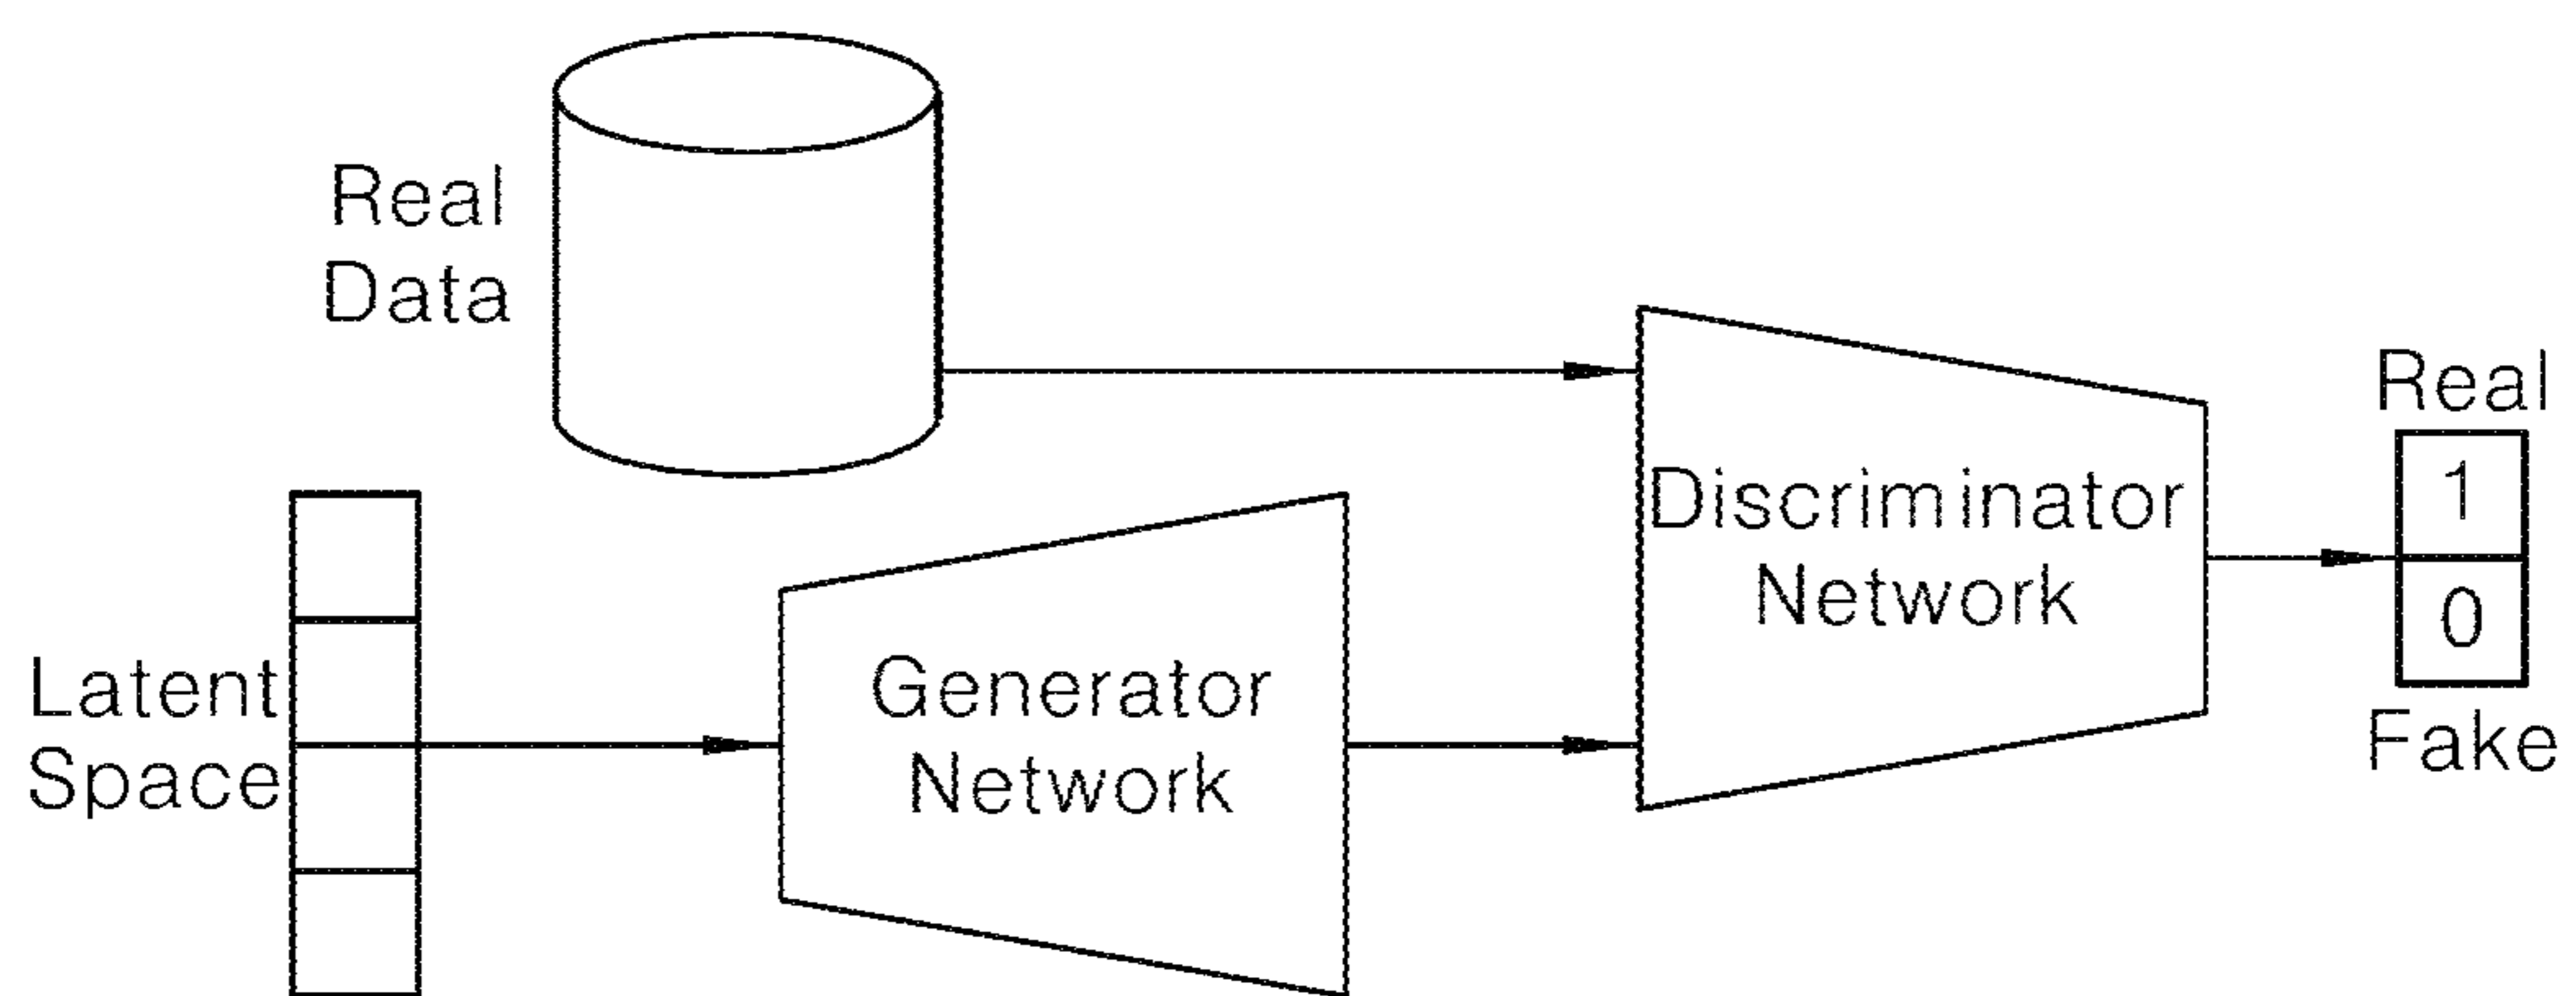 Real
Data
Latent
Space
Generator
Network
Discriminator
Network
Real
1
0
Fake